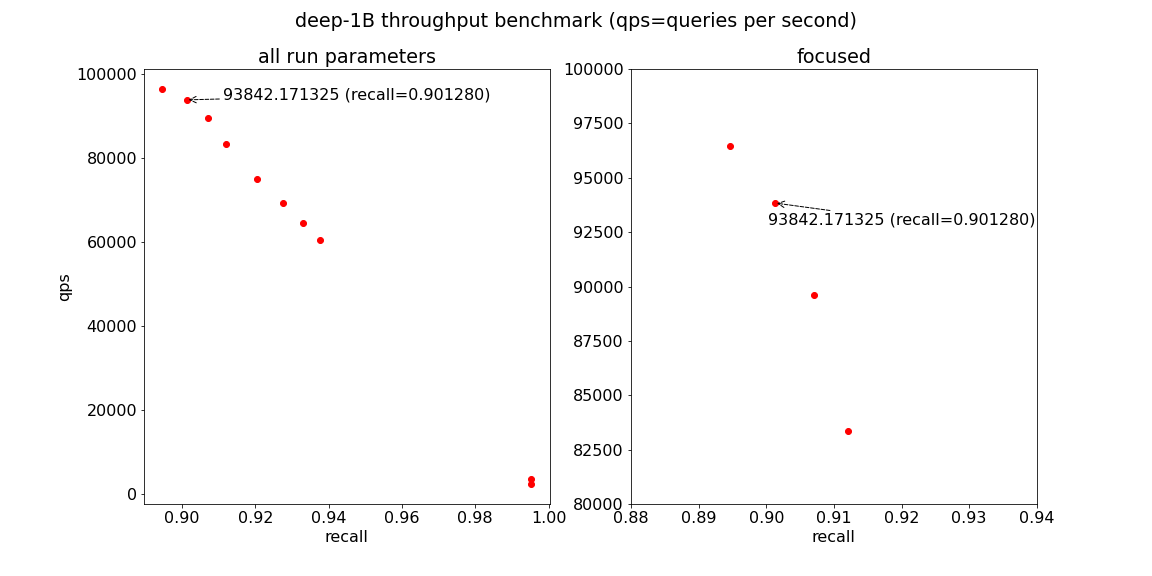 deep-1B throughput benchmark (qps=queries per second)
all run parameters
100000
80000
60000
40000
20000
0
qps
93842.171325 (recall=0.901280)
0.90 0.92 0.94 0.96 0.98 1.00
recall
focused
100000
97500
95000
92500
90000
87500
85000
82500
80000
93842.171325 (recall=0.901280)
0.88 0.89 0.90 0.91 0.92 0.93 0.94
recall